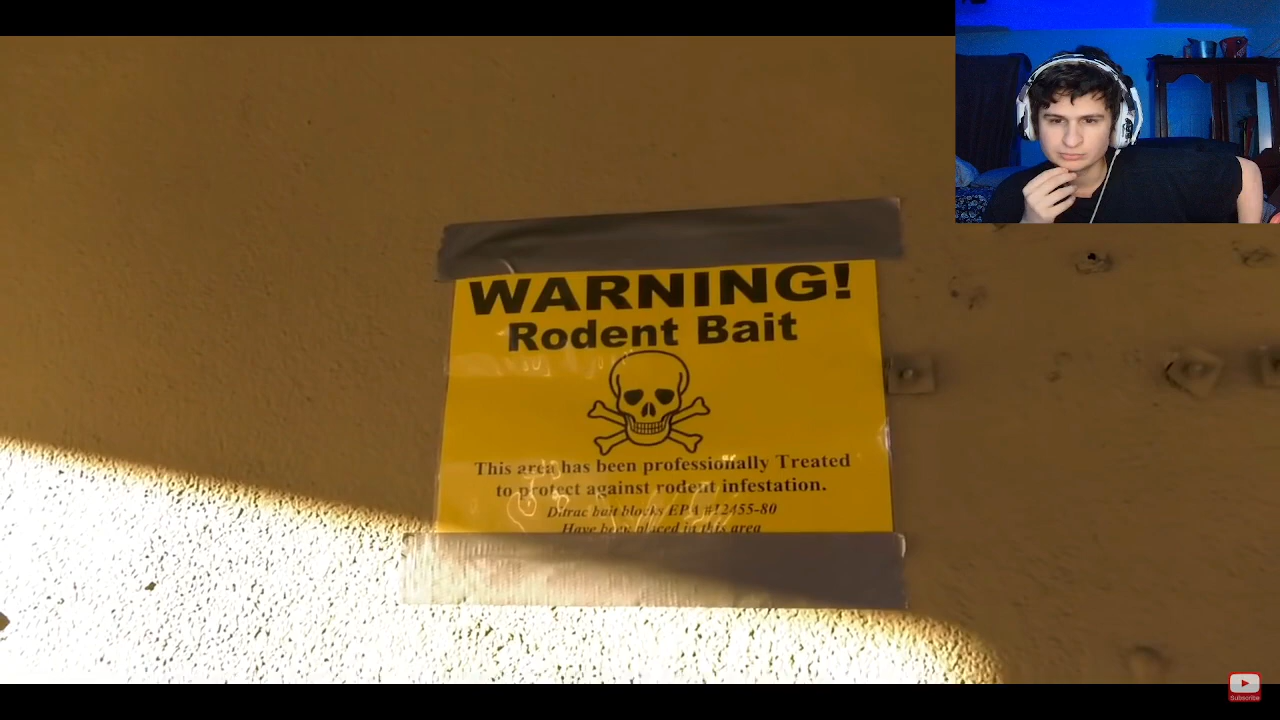 WARNING!
Rodent Bait
This area has been professionally Treated
to protect against rodent infestation.
Ditrac bait blocks EPA #12455-80
Have been placed in this area
Subscribe